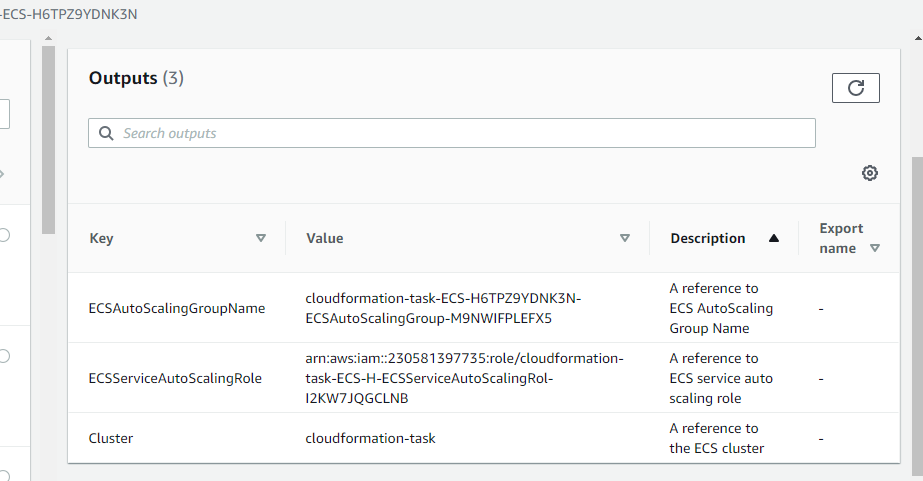 -ECS-H6TPZ9YDNK3N
Outputs (3)
Search outputs
Key
Value
Description
Export name
ECSAutoScalingGroupName
cloudformation-task-ECS-H6TPZ9YDNK3N-
ECSAutoScalingGroup-M9NWIFPLEFX5
A reference to
ECS AutoScaling
Group Name
-
ECSServiceAutoScalingRole
arn:aws:iam::230581397735:role/cloudformation-
task-ECS-H-ECSServiceAutoScalingRol-
I2KW7JQGCLNB
A reference to
ECS service auto
scaling role
-
Cluster
cloudformation-task
A reference to
the ECS cluster
-